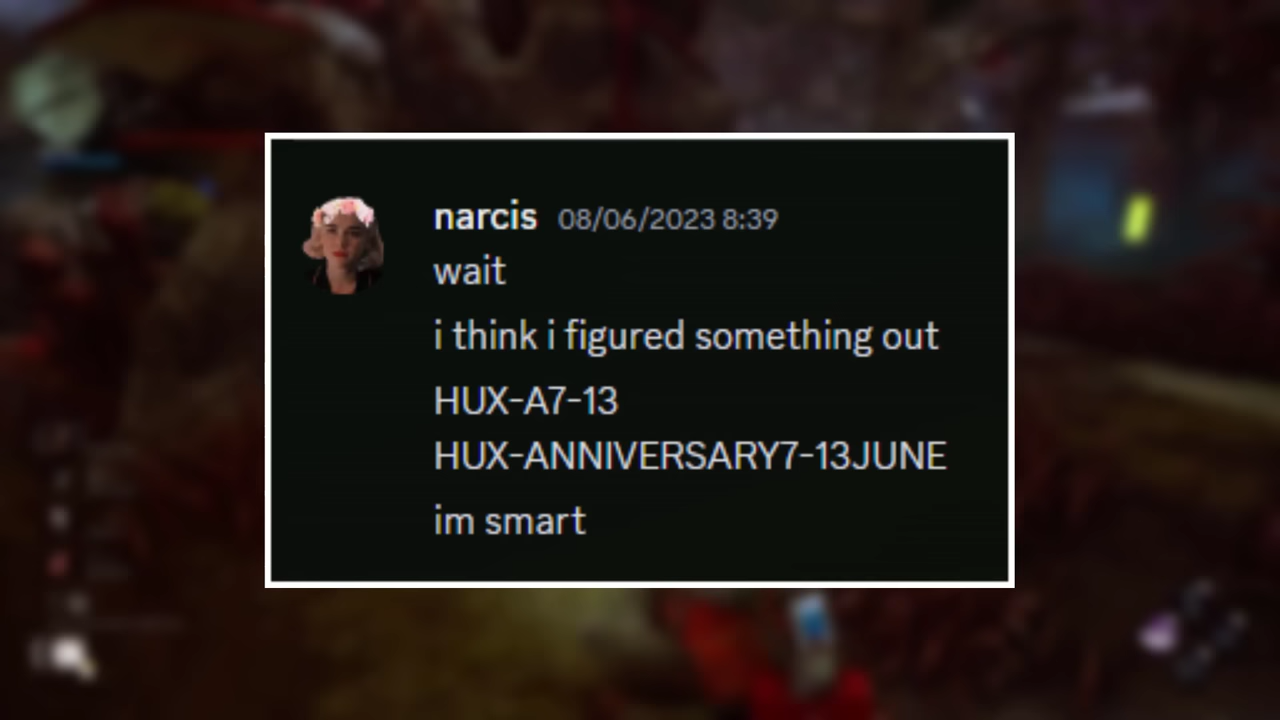 narcis 08/06/2023 8:39
wait
i think i figured something out
HUX-A7-13
HUX-ANNIVERSARY7-13JUNE
im smart